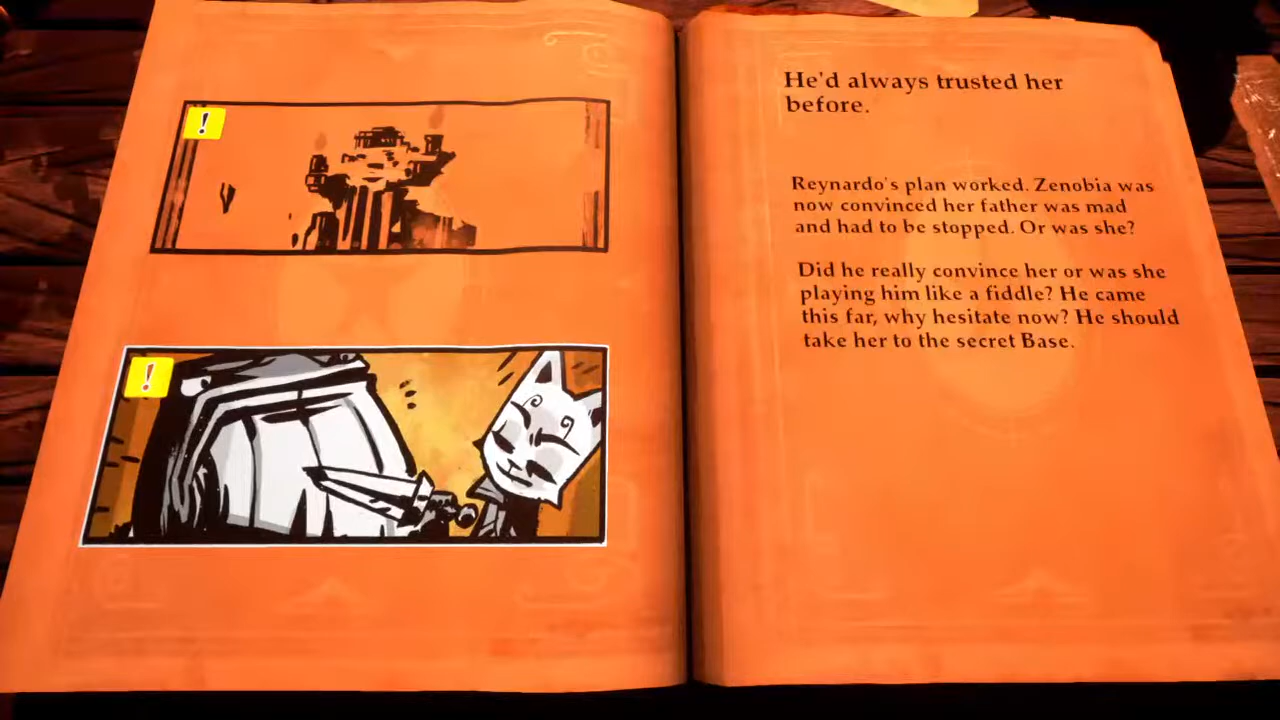 !
!
He'd always trusted her
before.
Reynardo's plan worked. Zenobia was
now convinced her father was mad
and had to be stopped. Or was she?
Did he really convince her or was she
playing him like a fiddle? He came
this far, why hesitate now? He should
take her to the secret Base.